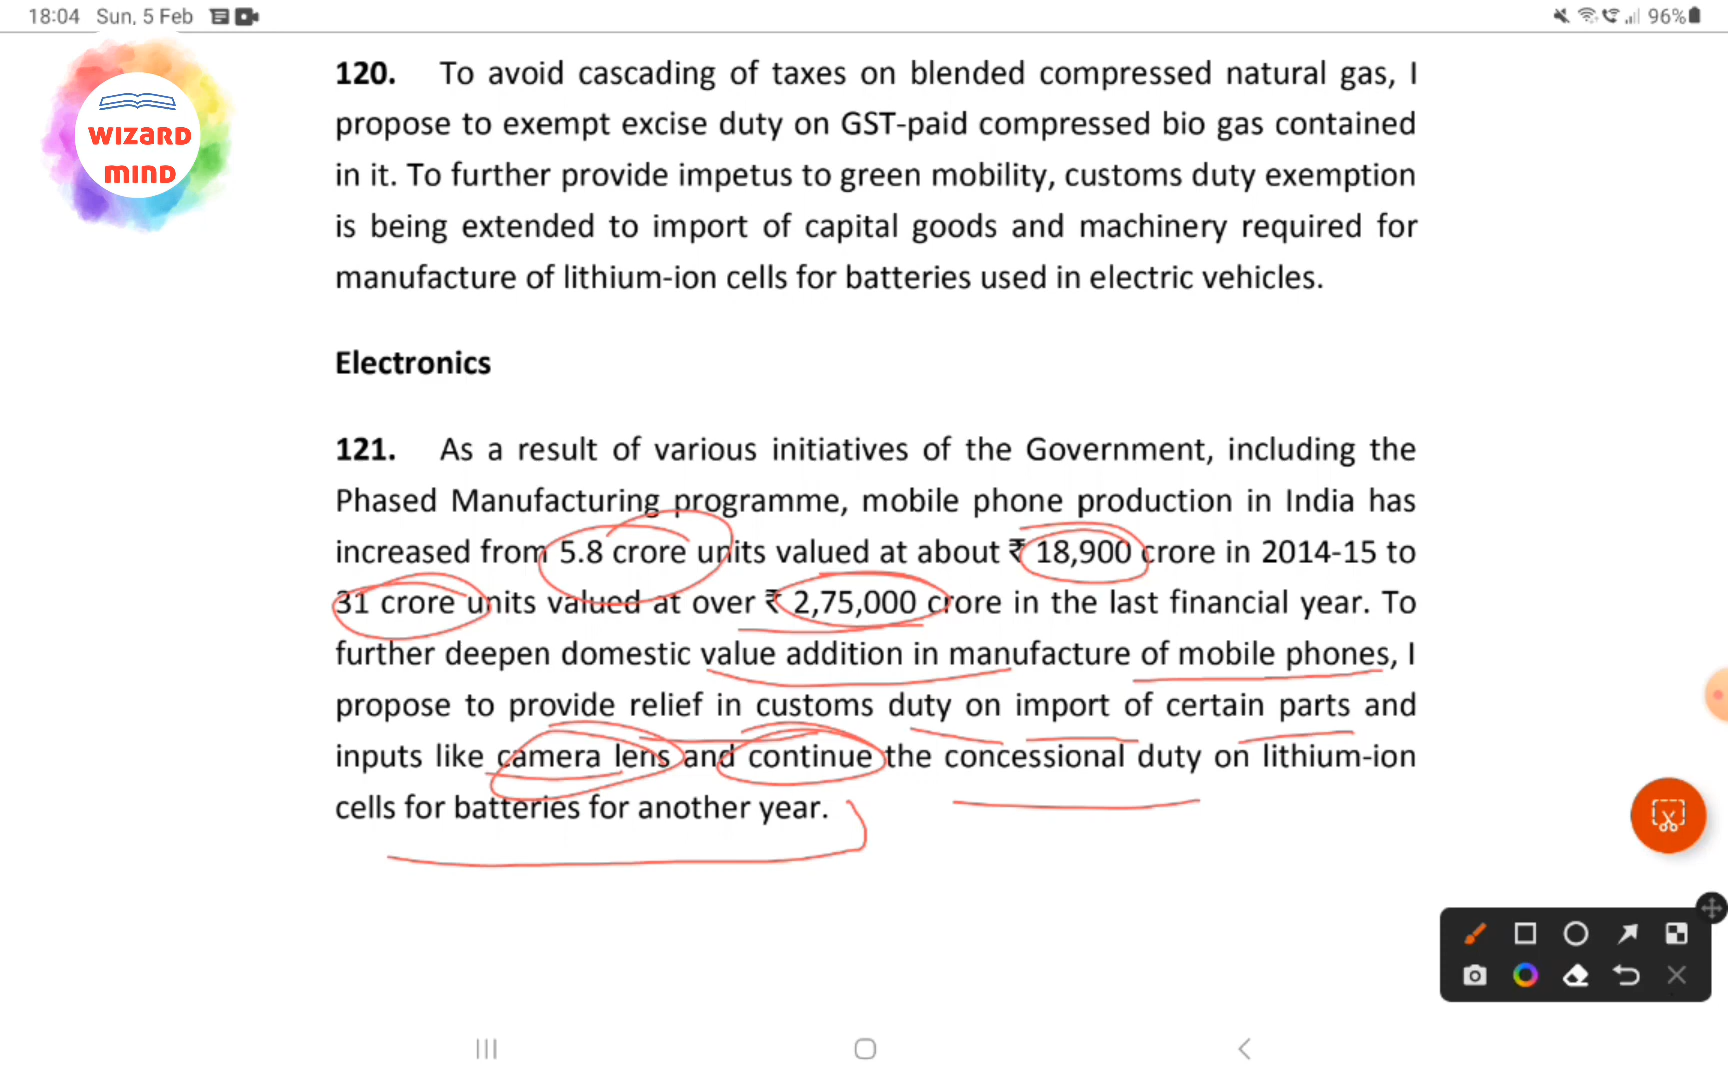 18:04 Sun, 5 Feb
96%
WIZARD
MIND
120. To avoid cascading of taxes on blended compressed natural gas, I
propose to exempt excise duty on GST-paid compressed bio gas contained
in it. To further provide impetus to green mobility, customs duty exemption
is being extended to import of capital goods and machinery required for
manufacture of lithium-ion cells for batteries used in electric vehicles.
Electronics
121. As a result of various initiatives of the Government, including the
Phased Manufacturing programme, mobile phone production in India has
increased from 5.8 crore units valued at about ₹ 18,900 crore in 2014-15 to
31 crore units valued at over ₹ 2,75,000 crore in the last financial year. To
further deepen domestic value addition in manufacture of mobile phones, I
propose to provide relief in customs duty on import of certain parts and
inputs like camera lens and continue the concessional duty on lithium-ion
cells for batteries for another year.